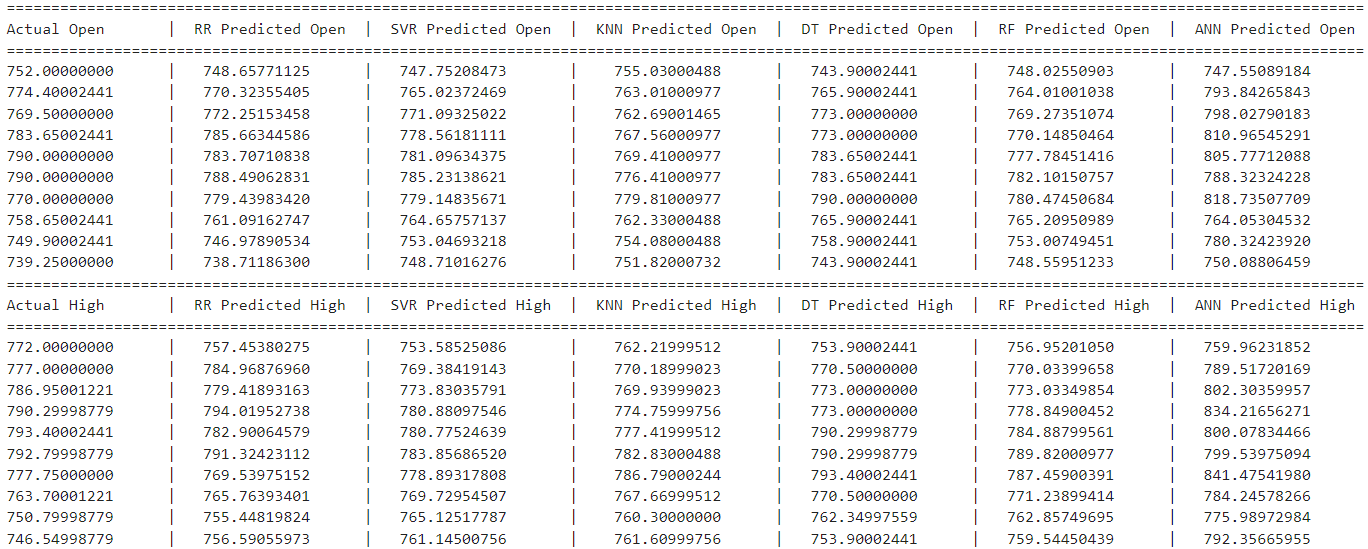 ====================================================================================================================================================
Actual Open | RR Predicted Open | SVR Predicted Open | KNN Predicted Open | DT Predicted Open | RF Predicted Open | ANN Predicted Open
====================================================================================================================================================
752.00000000 | 748.65771125 | 747.75208473 | 755.03000488 | 743.90002441 | 748.02550903 | 747.55089184
774.40002441 | 770.32355405 | 765.02372469 | 763.01000977 | 765.90002441 | 764.01001038 | 793.84265843
769.50000000 | 772.25153458 | 771.09325022 | 762.69001465 | 773.00000000 | 769.27351074 | 798.02790183
783.65002441 | 785.66344586 | 778.56181111 | 767.56000977 | 773.00000000 | 770.14850464 | 810.96545291
790.00000000 | 783.70710838 | 781.09634375 | 769.41000977 | 783.65002441 | 777.78451416 | 805.77712088
790.00000000 | 788.49062831 | 785.23138621 | 776.41000977 | 783.65002441 | 782.10150757 | 788.32324228
770.00000000 | 779.43983420 | 779.14835671 | 779.81000977 | 790.00000000 | 780.47450684 | 818.73507709
758.65002441 | 761.09162747 | 764.65757137 | 762.33000488 | 765.90002441 | 765.20950989 | 764.05304532
749.90002441 | 746.97890534 | 753.04693218 | 754.08000488 | 758.90002441 | 753.00749451 | 780.32423920
739.25000000 | 738.71186300 | 748.71016276 | 751.82000732 | 743.90002441 | 748.55951233 | 750.08806459
====================================================================================================================================================
Actual High | RR Predicted High | SVR Predicted High | KNN Predicted High | DT Predicted High | RF Predicted High | ANN Predicted High
====================================================================================================================================================
772.00000000 | 757.45380275 | 753.58525086 | 762.21999512 | 753.90002441 | 756.95201050 | 759.96231852
777.00000000 | 784.96876960 | 769.38419143 | 770.18999023 | 770.50000000 | 770.03399658 | 789.51720169
786.95001221 | 779.41893163 | 773.83035791 | 769.93999023 | 773.00000000 | 773.03349854 | 802.30359957
790.29998779 | 794.01952738 | 780.88097546 | 774.75999756 | 773.00000000 | 778.84900452 | 834.21656271
793.40002441 | 782.90064579 | 780.77524639 | 777.41999512 | 790.29998779 | 784.88799561 | 800.07834466
792.79998779 | 791.32423112 | 783.85686520 | 782.83000488 | 790.29998779 | 789.82000977 | 799.53975094
777.75000000 | 769.53975152 | 778.89317808 | 786.79000244 | 793.40002441 | 787.45900391 | 841.47541980
763.70001221 | 765.76393401 | 769.72954507 | 767.66999512 | 770.50000000 | 771.23899414 | 784.24578266
750.79998779 | 755.44819824 | 765.12517787 | 760.30000000 | 762.34997559 | 762.85749695 | 775.98972984
746.54998779 | 756.59055973 | 761.14500756 | 761.60999756 | 753.90002441 | 759.54450439 | 792.35665955